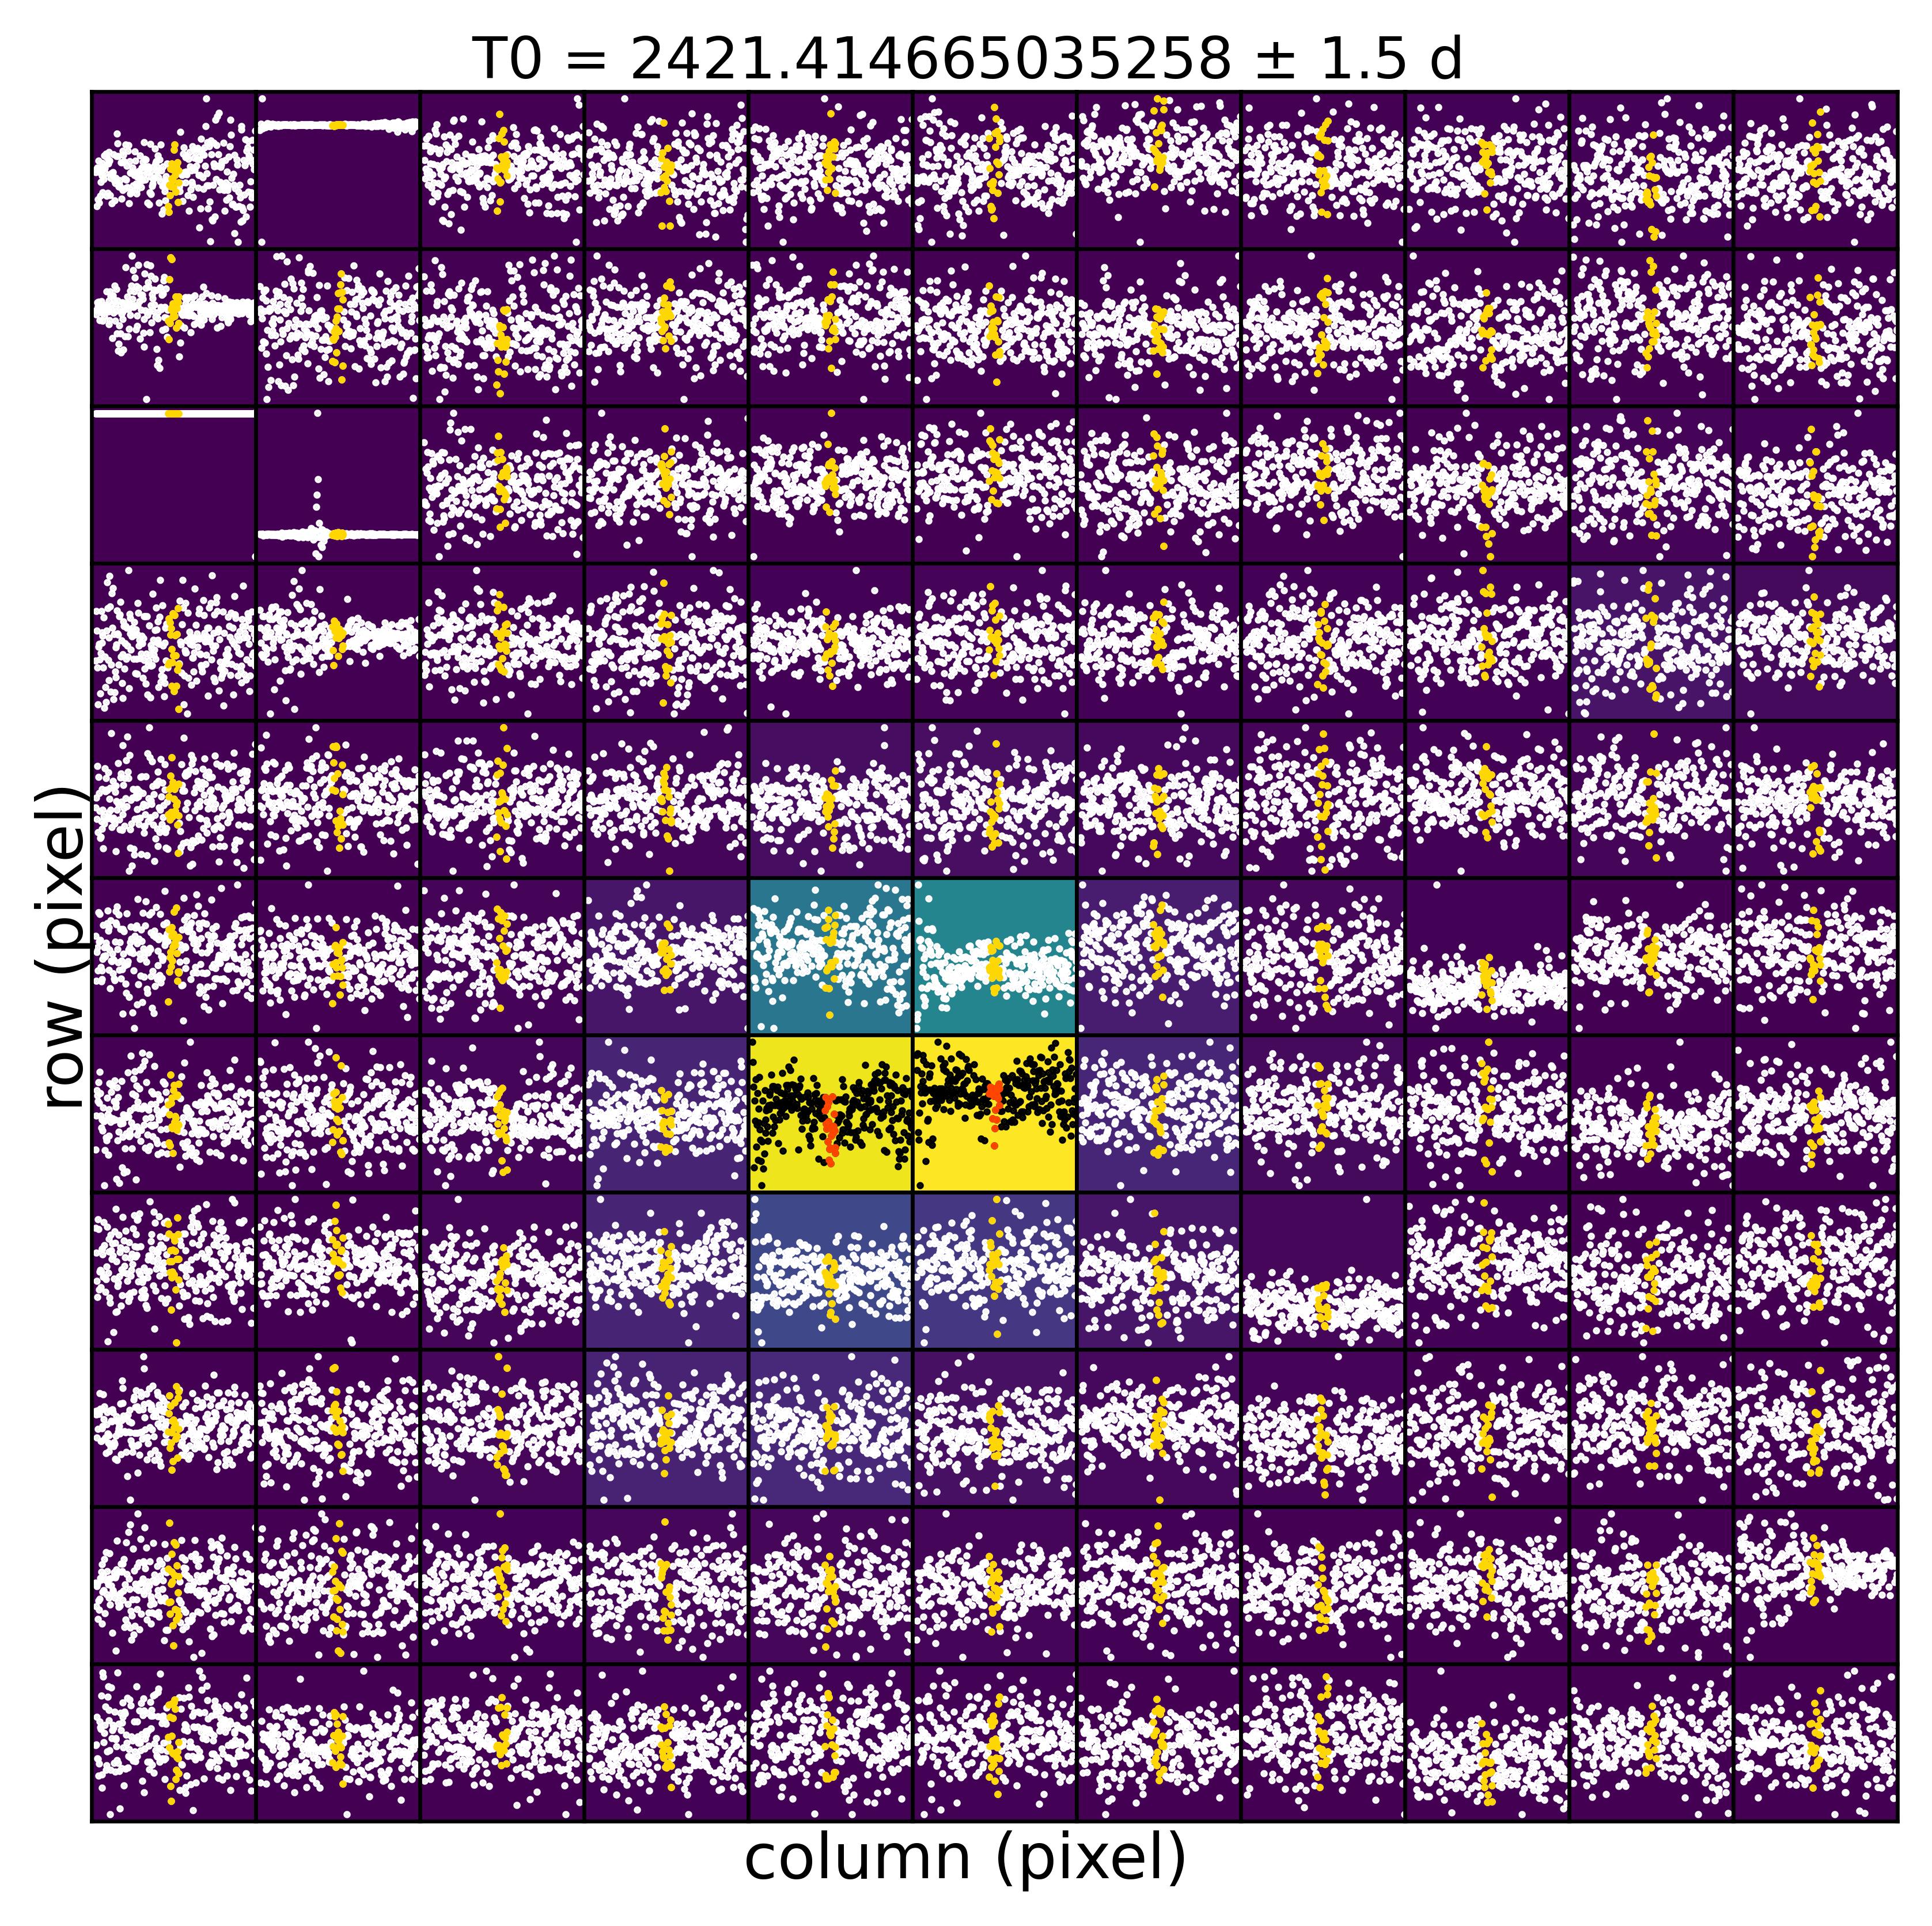 T0 = 2421.414665035258 ± 1.5 d
row (pixel)
column (pixel)